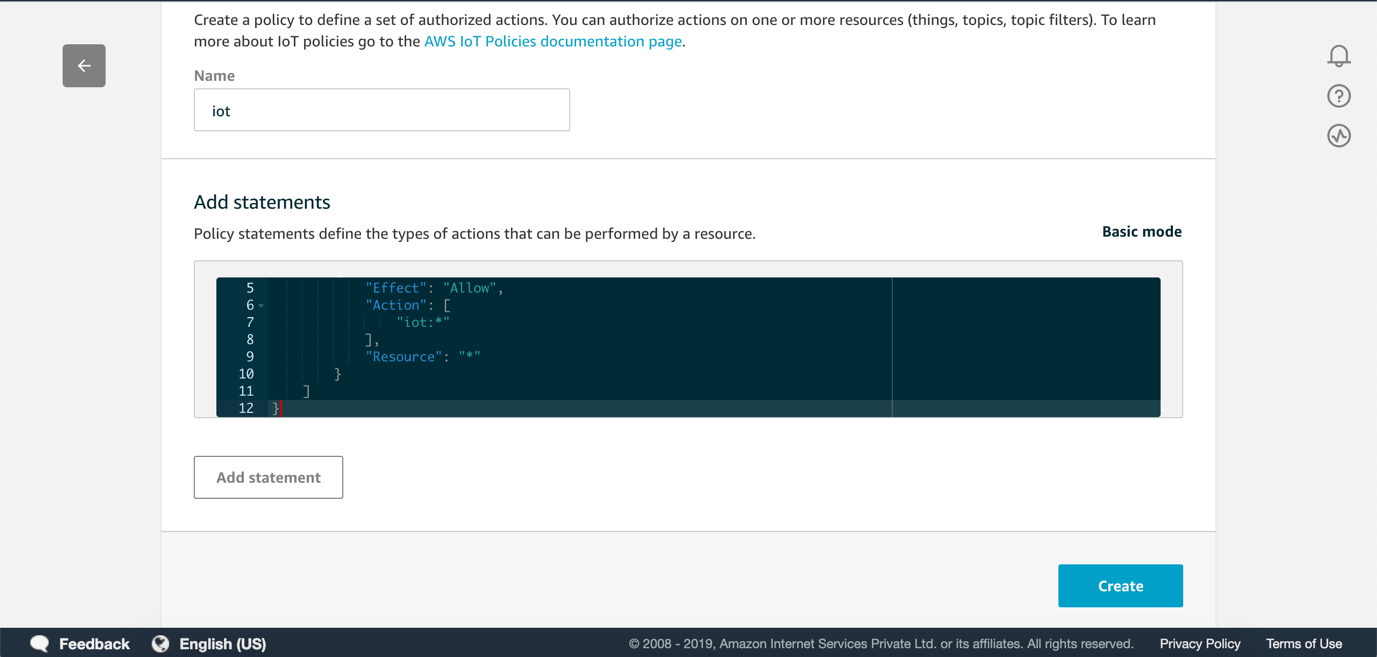 Create a policy to define a set of authorized actions. You can authorize actions on one or more resources (things, topics, topic filters). To learn
more about IoT policies go to the AWS IoT Policies documentation page.
Name
iot
Add statements
Policy statements define the types of actions that can be performed by a resource.
Basic mode
5 "Effect": "Allow",
6 "Action": [
7 "iot:*"
8 ],
9 "Resource": "*"
10 }
11 ]
12 }
Add statement
Create
Feedback English (US) © 2008 - 2019, Amazon Internet Services Private Ltd. or its affiliates. All rights reserved. Privacy Policy Terms of Use